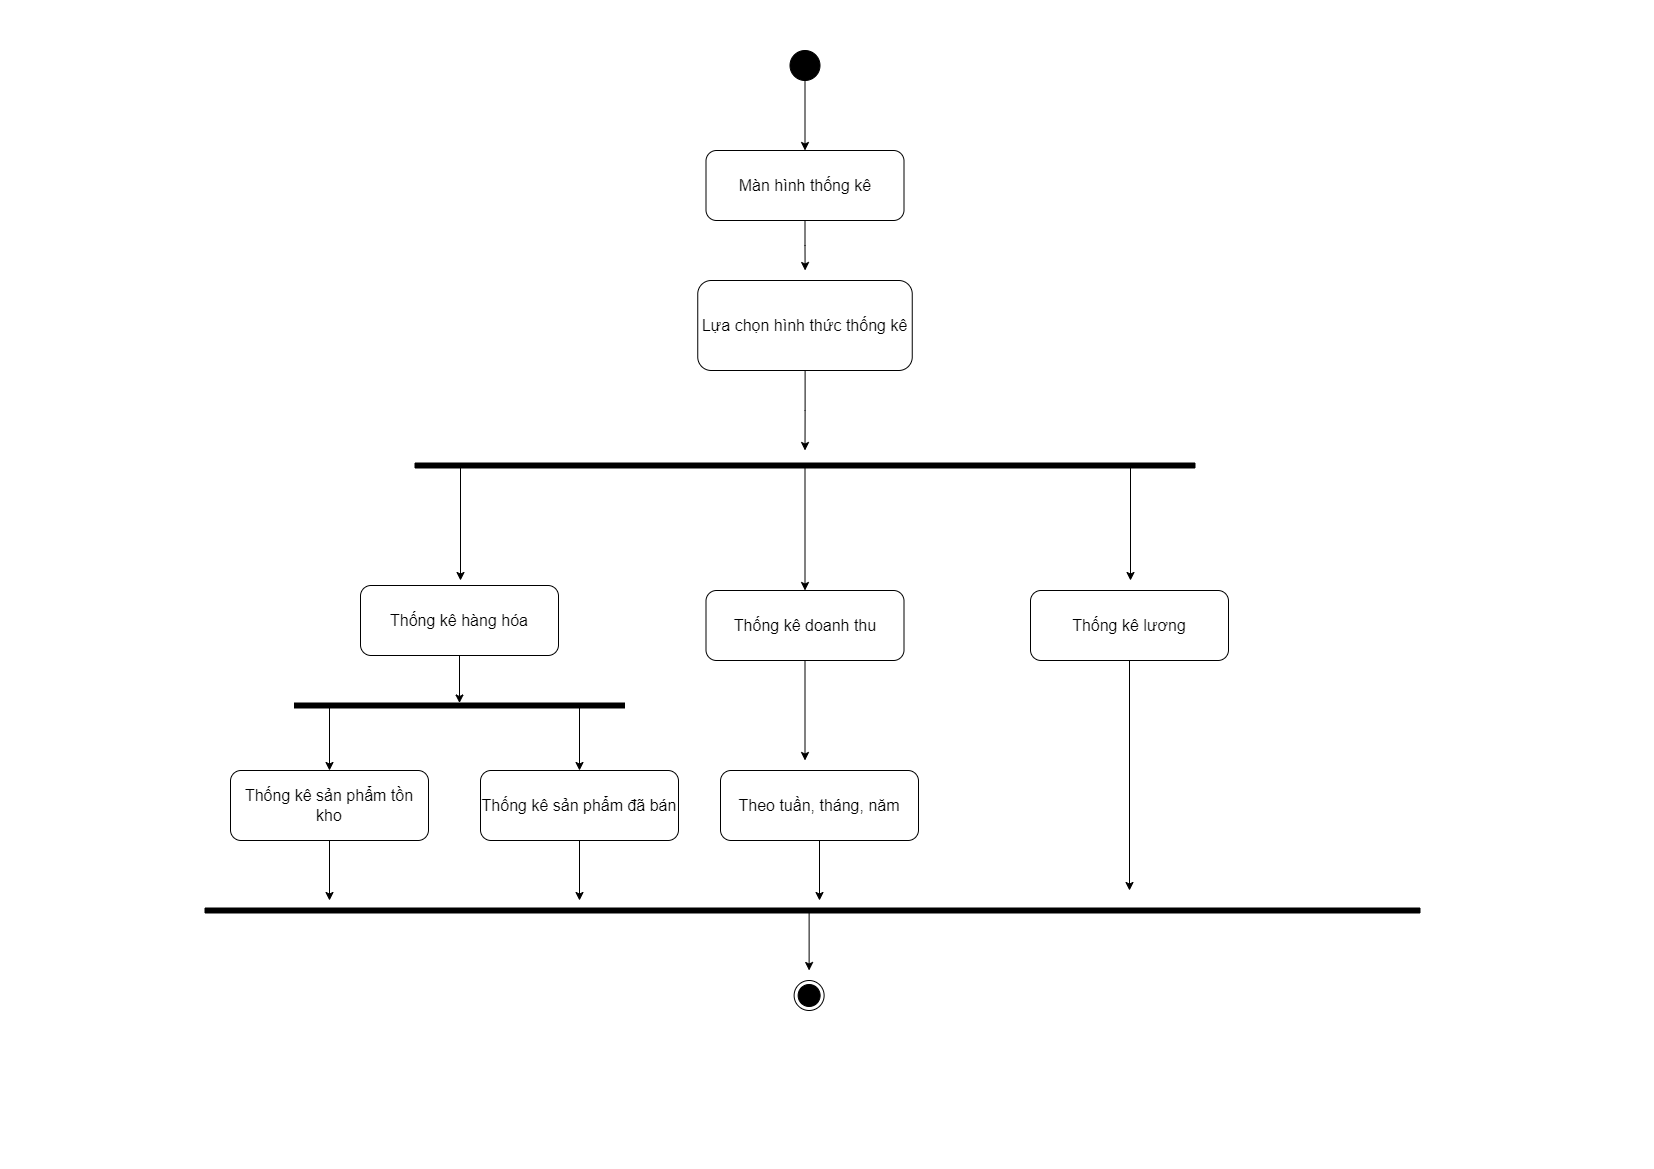 Màn hình thống kê
Lựa chọn hình thức thống kê
Thống kê hàng hóa
Thống kê doanh thu
Thống kê lương
Thống kê sản phẩm tồn
kho
Thống kê sản phẩm đã bán
Theo tuần, tháng, năm